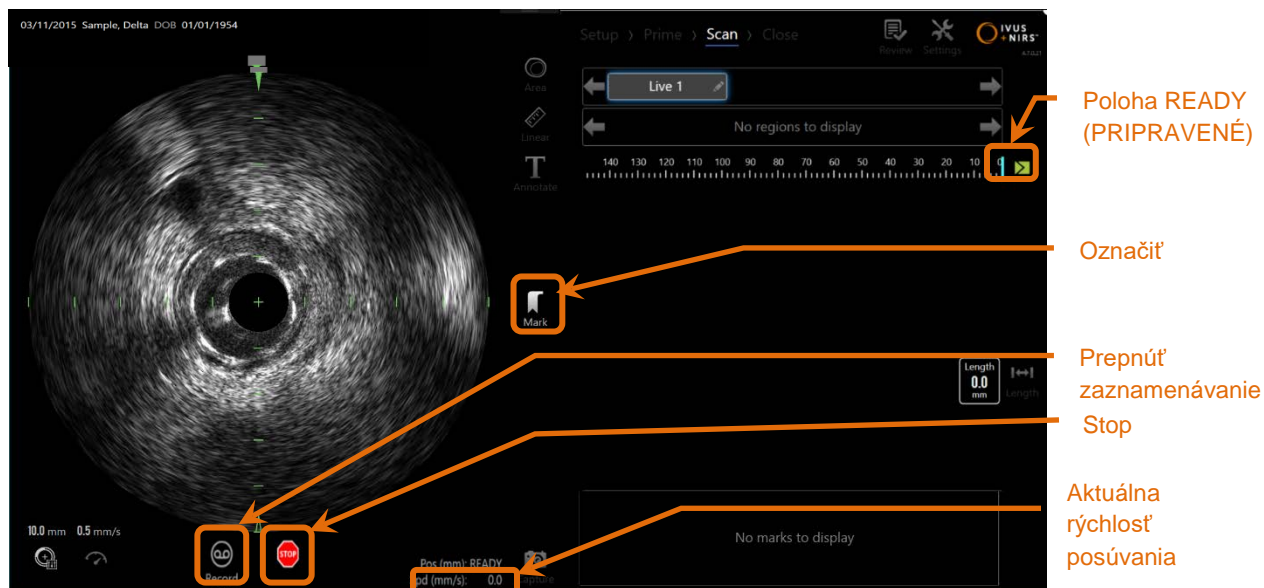 03/11/2015 Sample, Delta DOB 01/01/1954
Setup › Prime › Scan › Close
Review
Settings
IVUS
+NIRS
Area
Live 1
Linear
No regions to display
Annotate
140 130 120 110 100 90 80 70 60 50 40 30 20 10 0
Poloha READY
(PRIPRAVENÉ)
Označiť
Mark
Length
0.0
mm
Length
Prepnúť
zaznamenávanie
Stop
10.0 mm 0.5 mm/s
Record
STOP
Pos (mm): READY
pd (mm/s): 0.0
Capture
No marks to display
Aktuálna
rýchlosť
posúvania